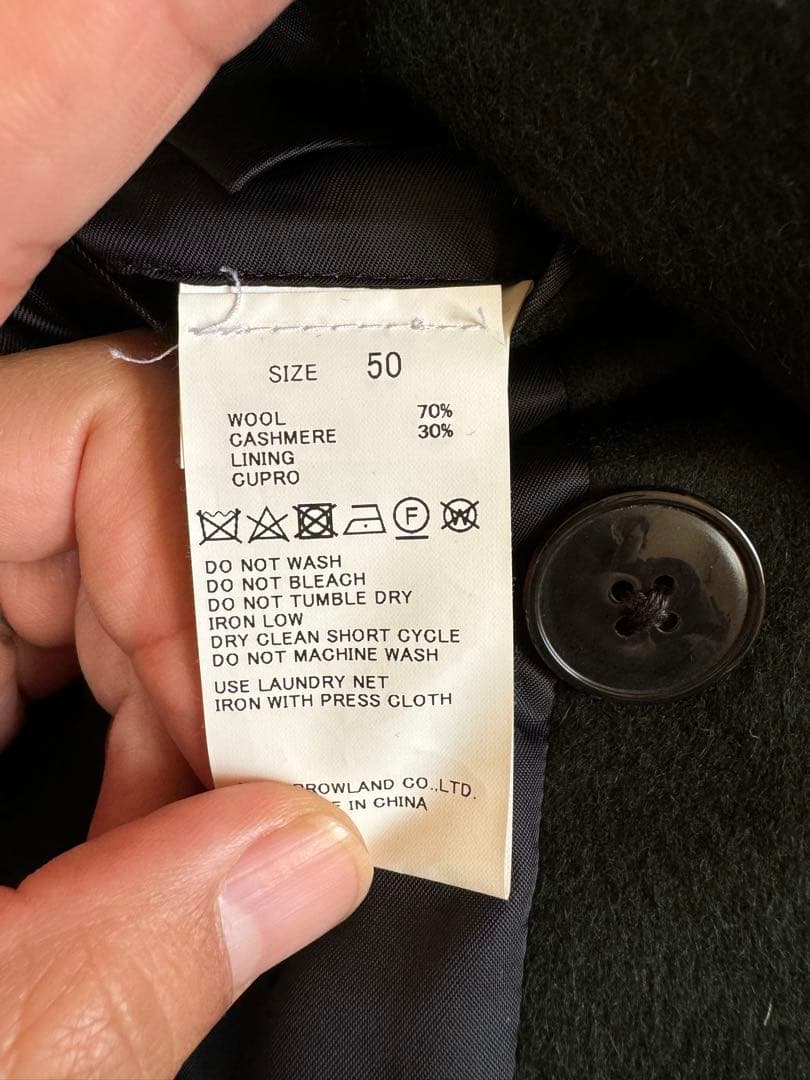 SIZE 50
WOOL 70%
CASHMERE 30%
LINING
CUPRO
F W
DO NOT WASH
DO NOT BLEACH
DO NOT TUMBLE DRY
IRON LOW
DRY CLEAN SHORT CYCLE
DO NOT MACHINE WASH
USE LAUNDRY NET
IRON WITH PRESS CLOTH
CO.,LTD.
IN CHINA